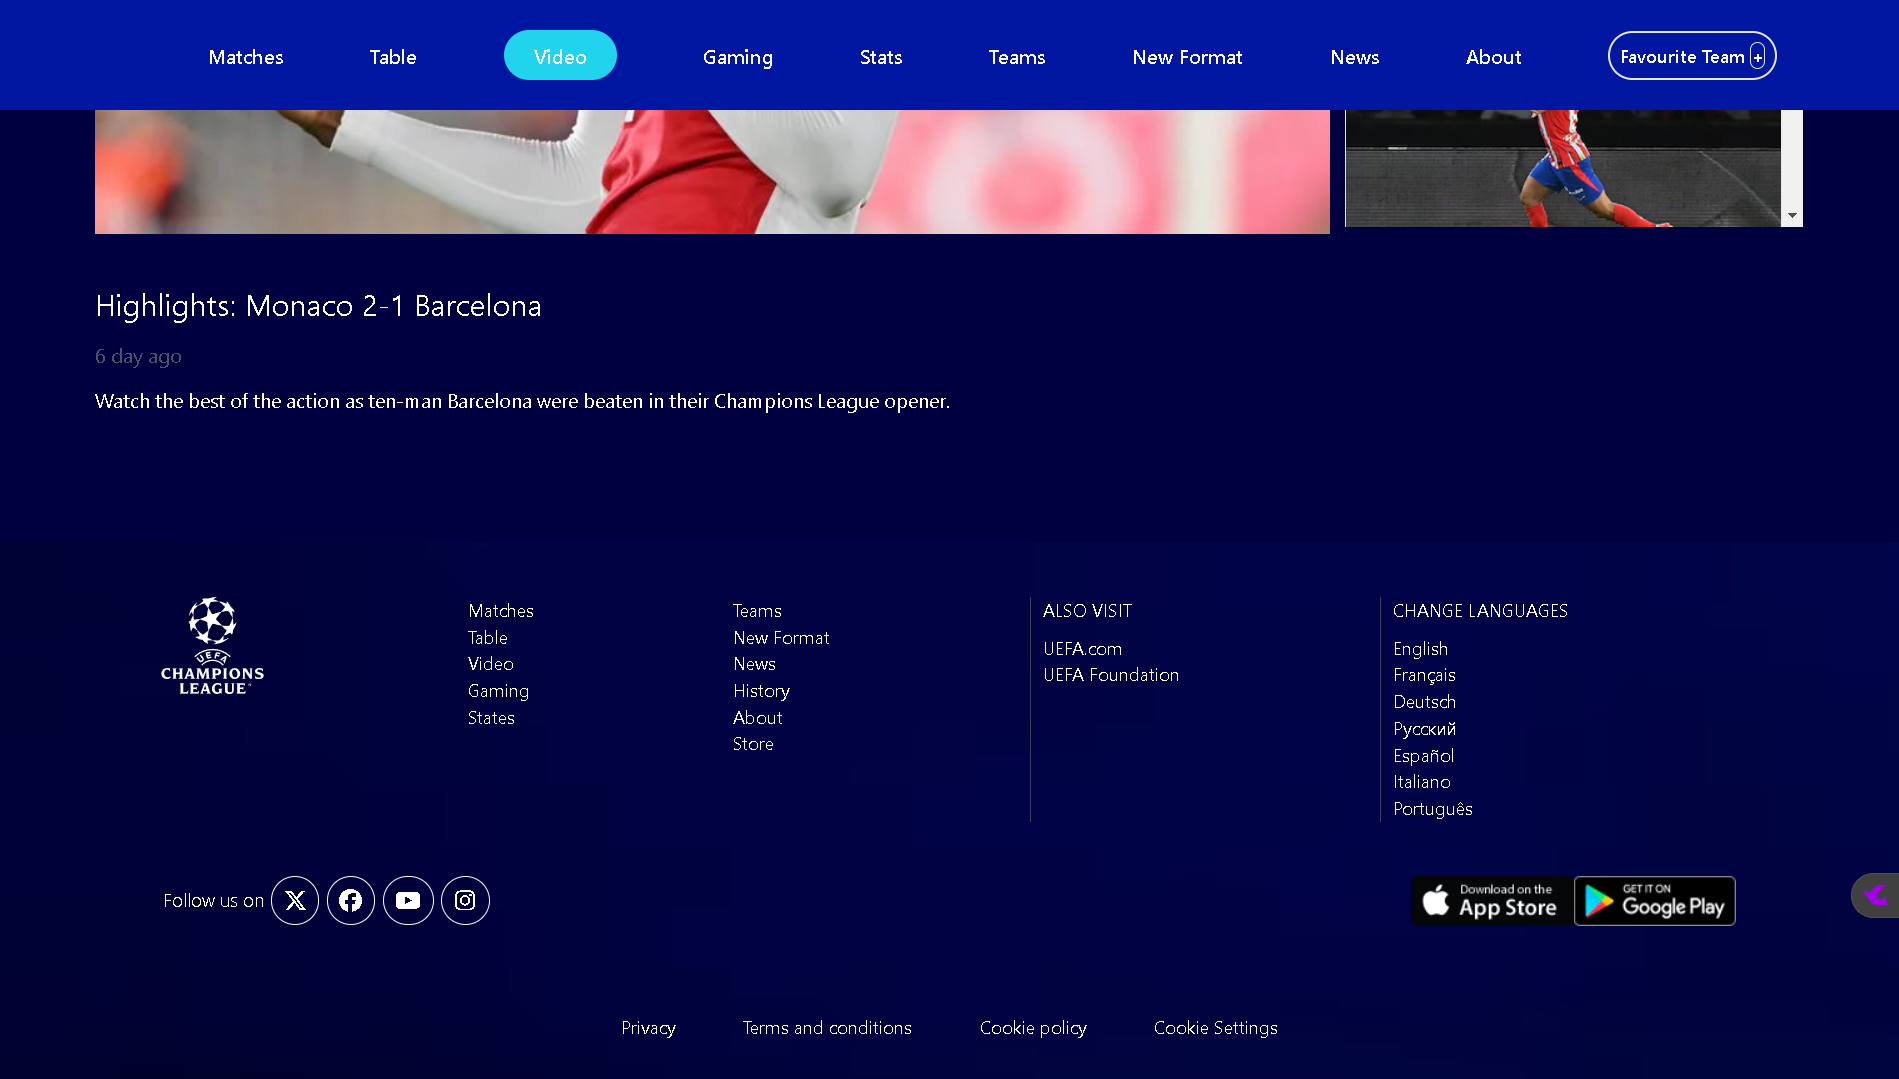 Matches Table Video Gaming Stats Teams New Format News About Favourite Team +
Highlights: Monaco 2-1 Barcelona
6 day ago
Watch the best of the action as ten-man Barcelona were beaten in their Champions League opener.
UEFA
CHAMPIONS
LEAGUE
Matches
Table
Video
Gaming
States
Teams
New Format
News
History
About
Store
ALSO VISIT
UEFA.com
UEFA Foundation
CHANGE LANGUAGES
English
Français
Deutsch
Русский
Español
Italiano
Português
Follow us on
Download on the
App Store
GET IT ON
Google Play
Privacy Terms and conditions Cookie policy Cookie Settings